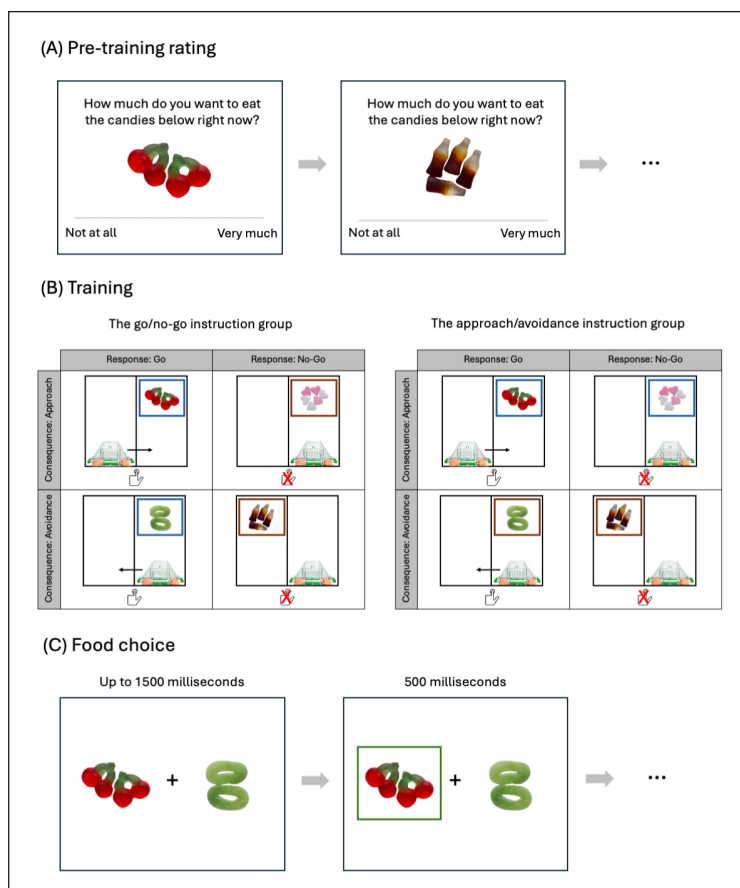 (A) Pre-training rating
How much do you want to eat
the candies below right now?
Not at all
Very much
How much do you want to eat
the candies below right now?
Not at all
Very much
...
(B) Training
The go/no-go instruction group
Response: Go
Response: No-Go
Consequence: Approach
Consequence: Avoidance
The approach/avoidance instruction group
Response: Go
Response: No-Go
Consequence: Approach
Consequence: Avoidance
(C) Food choice
Up to 1500 milliseconds
500 milliseconds
+
+
...